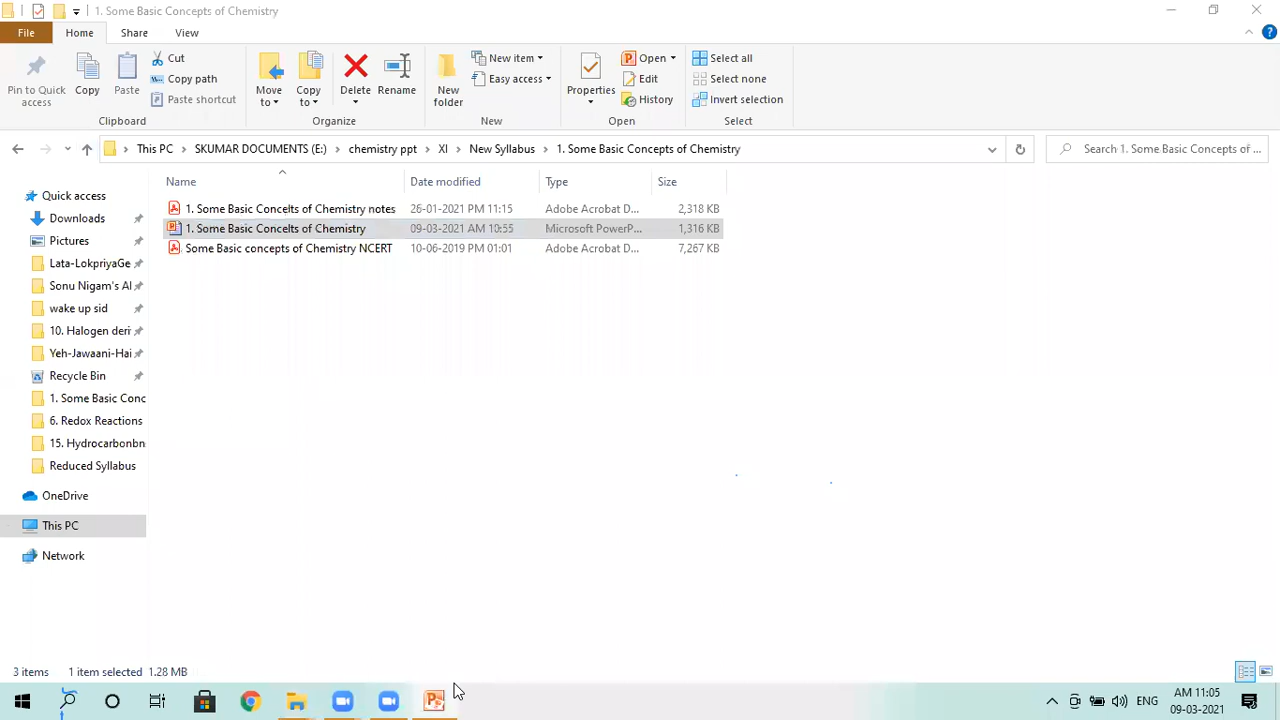 1. Some Basic Concepts of Chemistry
File Home Share View
Pin to Quick access
Copy
Paste
Cut
Copy path
Paste shortcut
Clipboard
Move to
Copy to
Delete
Rename
Organize
New folder
New item
Easy access
New
Properties
Open
Edit
History
Open
Select all
Select none
Invert selection
Select
This PC SKUMAR DOCUMENTS (E:) chemistry ppt XI New Syllabus 1. Some Basic Concepts of Chemistry
Search 1. Some Basic Concepts of ...
Name Date modified Type Size
1. Some Basic Concelts of Chemistry notes 26-01-2021 PM 11:15 Adobe Acrobat D... 2,318 KB
1. Some Basic Concelts of Chemistry 09-03-2021 AM 10:55 Microsoft PowerP... 1,316 KB
Some Basic concepts of Chemistry NCERT 10-06-2019 PM 01:01 Adobe Acrobat D... 7,267 KB
Quick access
Downloads
Pictures
Lata-LokpriyaGe
Sonu Nigam's Al
wake up sid
10. Halogen deri
Yeh-Jawaani-Hai
Recycle Bin
1. Some Basic Conc
6. Redox Reactions
15. Hydrocarbonbn
Reduced Syllabus
OneDrive
This PC
Network
3 items 1 item selected 1.28 MB
ENG
AM 11:05
09-03-2021